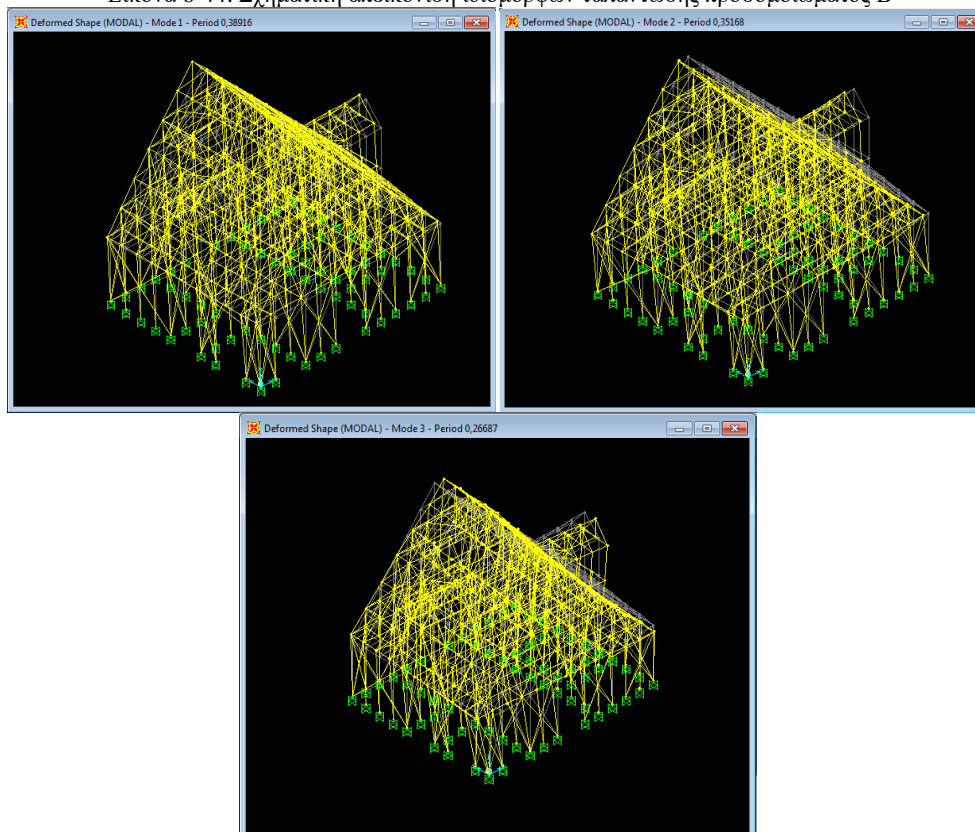 Deformed Shape (MODAL) - Mode 1 - Period 0,38916
Deformed Shape (MODAL) - Mode 2 - Period 0,35168
Deformed Shape (MODAL) - Mode 3 - Period 0,26687